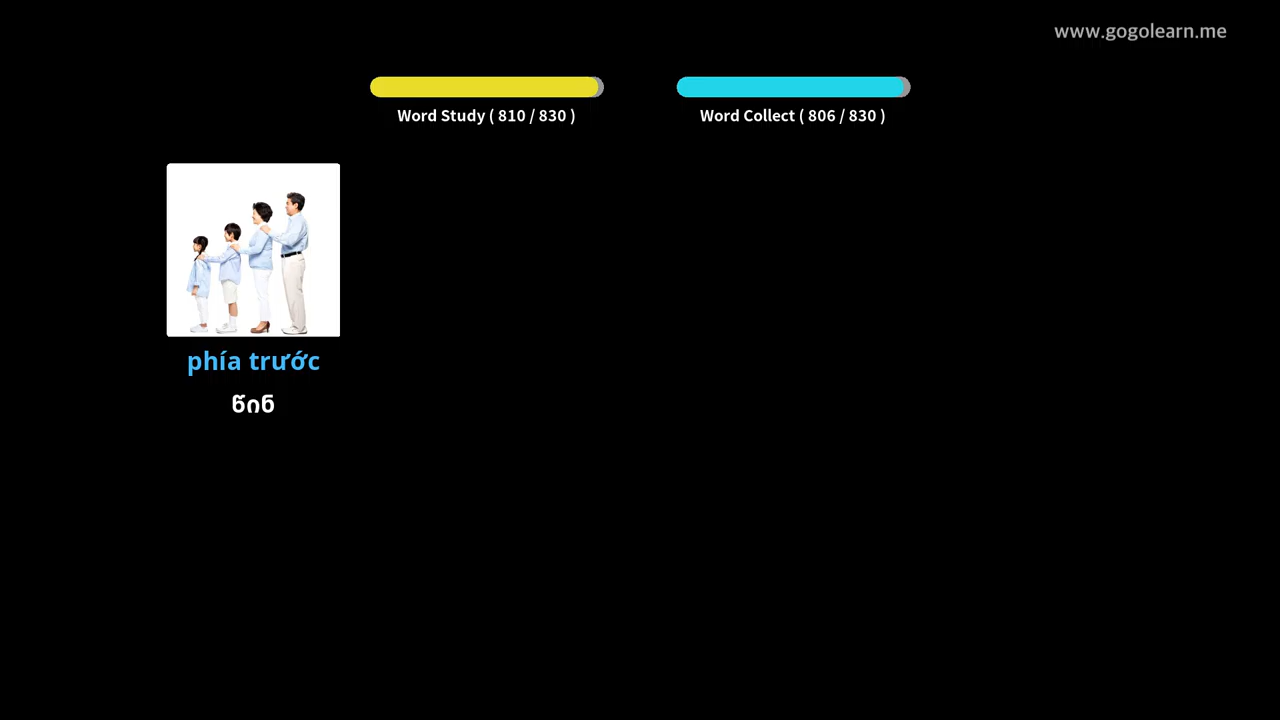 www.gogolearn.me
Word Study ( 810 / 830 )
Word Collect ( 806 / 830 )
phía trước
წინ